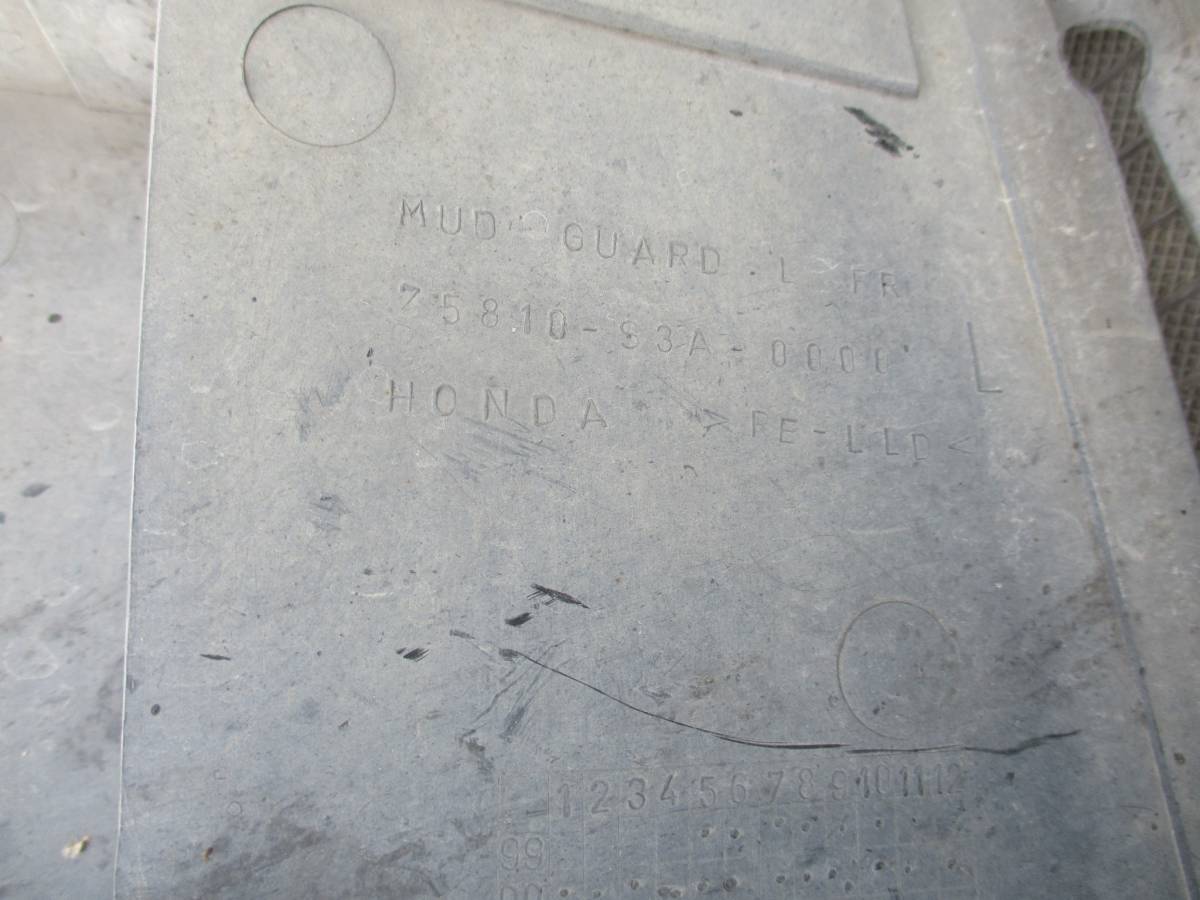 MUD GUARD.L FR
75810-S3A-0000
L
HONDA >PE-LLD<
1 2 3 4 5 6 7 8 9 10 11 12
99